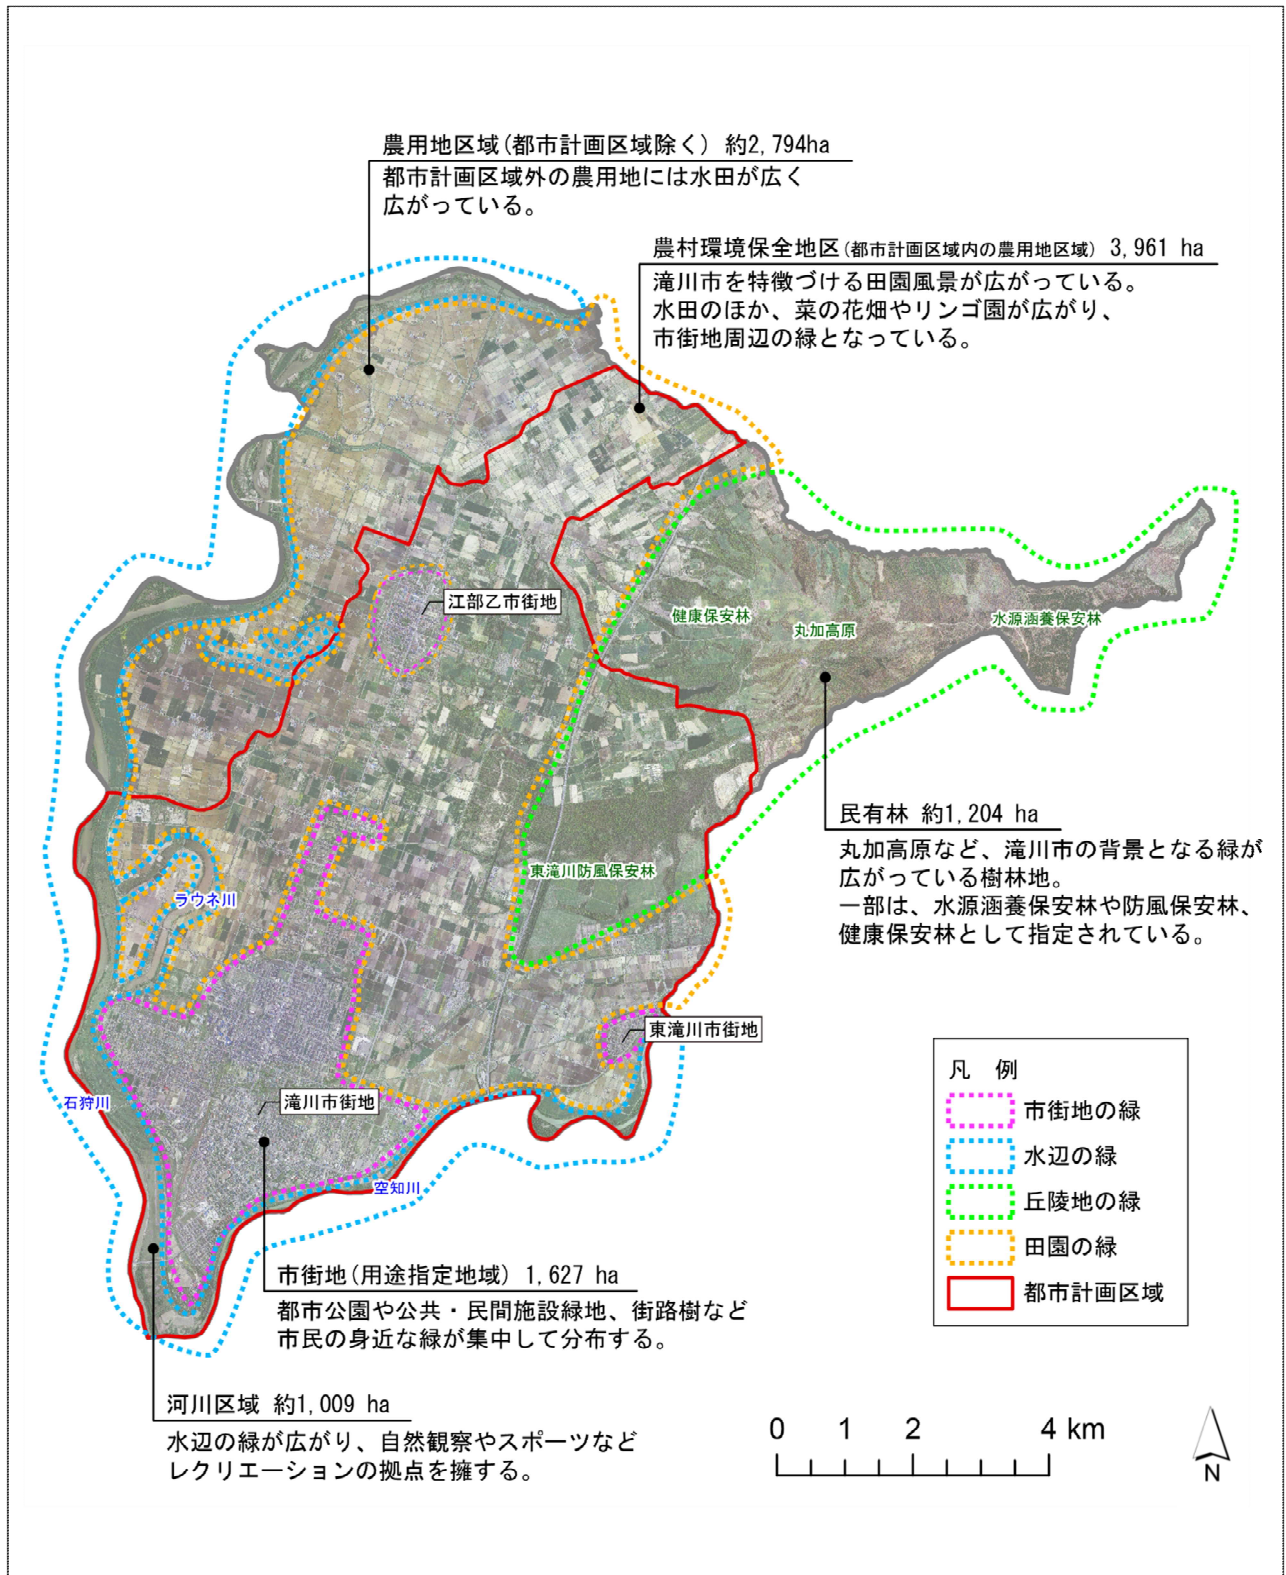 農用地区域(都市計画区域除く) 約2,794ha
都市計画区域外の農用地には水田が広く
広がっている。
農村環境保全地区(都市計画区域内の農用地区域) 3,961 ha
滝川市を特徴づける田園風景が広がっている。
水田のほか、菜の花畑やリンゴ園が広がり、
市街地周辺の緑となっている。
江部乙市街地
健康保安林
丸加高原
水源涵養保安林
民有林 約1,204 ha
丸加高原など、滝川市の背景となる緑が
広がっている樹林地。
一部は、水源涵養保安林や防風保安林、
健康保安林として指定されている。
東滝川防風保安林
ラウネ川
東滝川市街地
石狩川
滝川市街地
空知川
市街地(用途指定地域) 1,627 ha
都市公園や公共・民間施設緑地、街路樹など
市民の身近な緑が集中して分布する。
河川区域 約1,009 ha
水辺の緑が広がり、自然観察やスポーツなど
レクリエーションの拠点を擁する。
凡 例
市街地の緑
水辺の緑
丘陵地の緑
田園の緑
都市計画区域
0 1 2 4 km
N